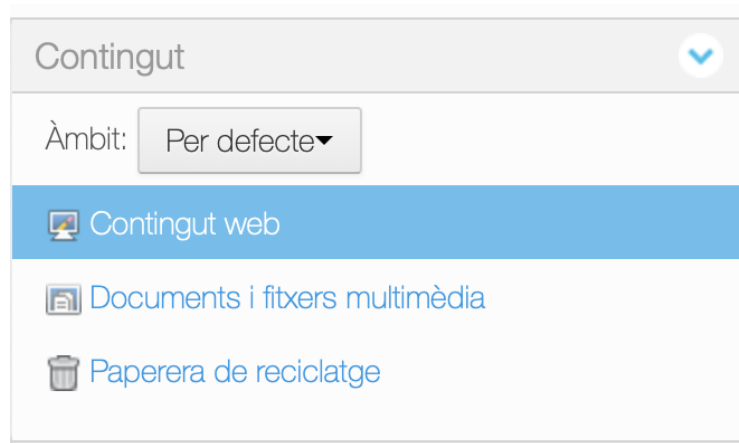 Contingut
Àmbit: Per defecte
Contingut web
Documents i fitxers multimèdia
Paperera de reciclatge